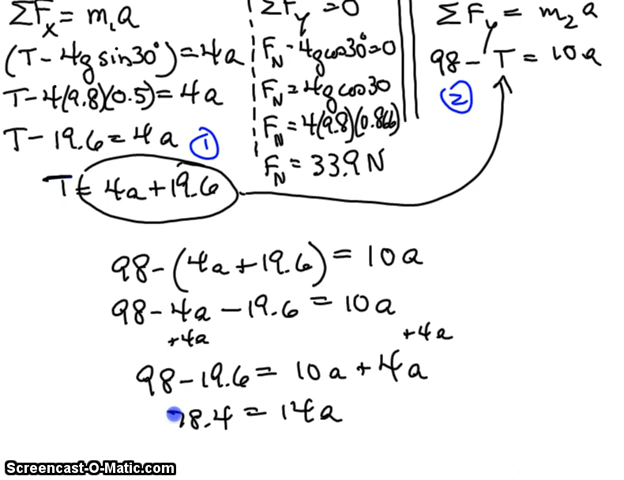 ΣFx = m₁a
(T - 4g sin30°) = 4a
T - 4(9.8)(0.5) = 4a
T - 19.6 = 4a ①
T = 4a + 19.6
ΣFy = 0
FN - 4g cos30° = 0
FN = 4g cos30
FN = 4(9.8)(0.866)
FN = 33.9 N
ΣFy = m₂a
98 - T = 10a
②
98 - (4a + 19.6) = 10a
98 - 4a - 19.6 = 10a
+4a +4a
98 - 19.6 = 10a + 4a
78.4 = 14a
Screencast-O-Matic.com